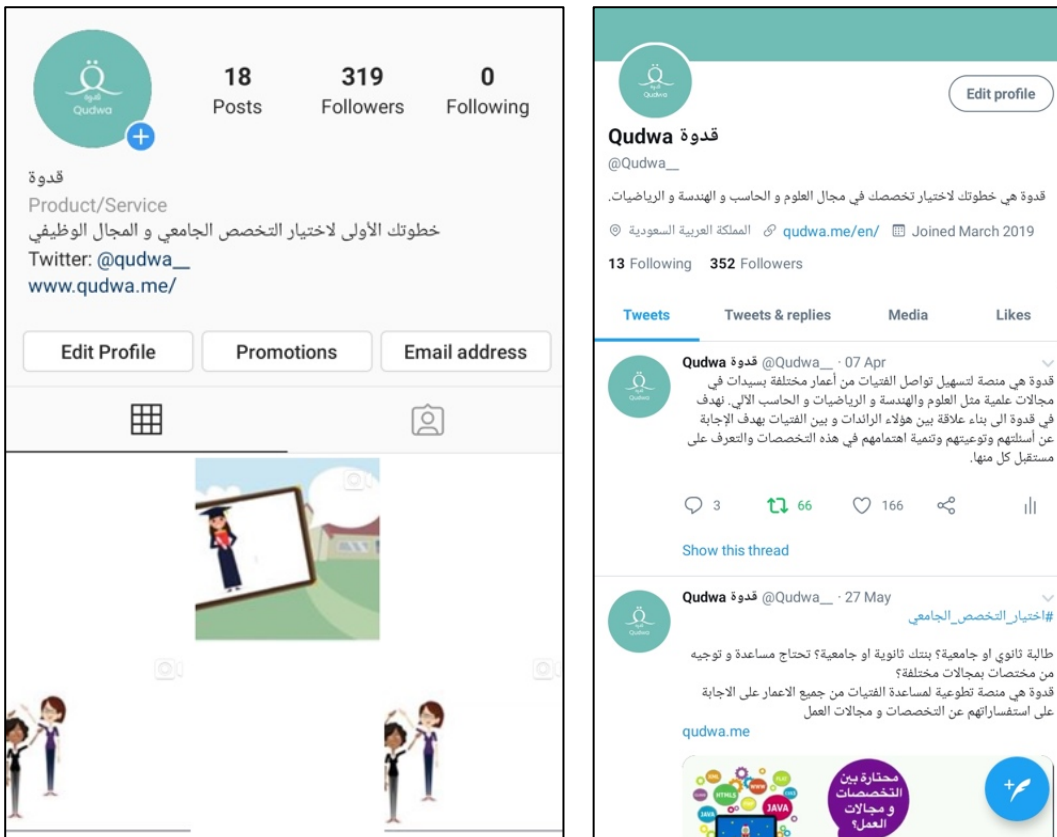 18 319 0
Posts Followers Following
قدوة
Qudwa
قدوة
Product/Service
خطوتك الأولى لاختيار التخصص الجامعي و المجال الوظيفي
Twitter: @qudwa__
www.qudwa.me/
Edit Profile Promotions Email address
قدوة
Qudwa
Edit profile
Qudwa قدوة
@Qudwa__
قدوة هي خطوتك لاختيار تخصصك في مجال العلوم و الحاسب و الهندسة و الرياضيات.
المملكة العربية السعودية qudwa.me/en/ Joined March 2019
13 Following 352 Followers
Tweets Tweets & replies Media Likes
Qudwa قدوة @Qudwa__ · 07 Apr
قدوة هي منصة لتسهيل تواصل الفتيات من أعمار مختلفة بسيدات في
مجالات علمية مثل العلوم والهندسة و الرياضيات و الحاسب الآلي. نهدف
في قدوة الى بناء علاقة بين هؤلاء الرائدات و بين الفتيات بهدف الإجابة
عن أسئلتهم وتوعيتهم وتنمية اهتمامهم في هذه التخصصات والتعرف على
مستقبل كل منها.
3 66 166
Show this thread
Qudwa قدوة @Qudwa__ · 27 May
#اختيار_التخصص_الجامعي
طالبة ثانوي او جامعية؟ بنتك ثانوية او جامعية؟ تحتاج مساعدة و توجيه
من مختصات بمجالات مختلفة؟
قدوة هي منصة تطوعية لمساعدة الفتيات من جميع الاعمار على الاجابة
على استفساراتهم عن التخصصات و مجالات العمل
qudwa.me
محتارة بين
التخصصات
و مجالات
العمل؟
HTML5
WWW
JAVA
JAVA